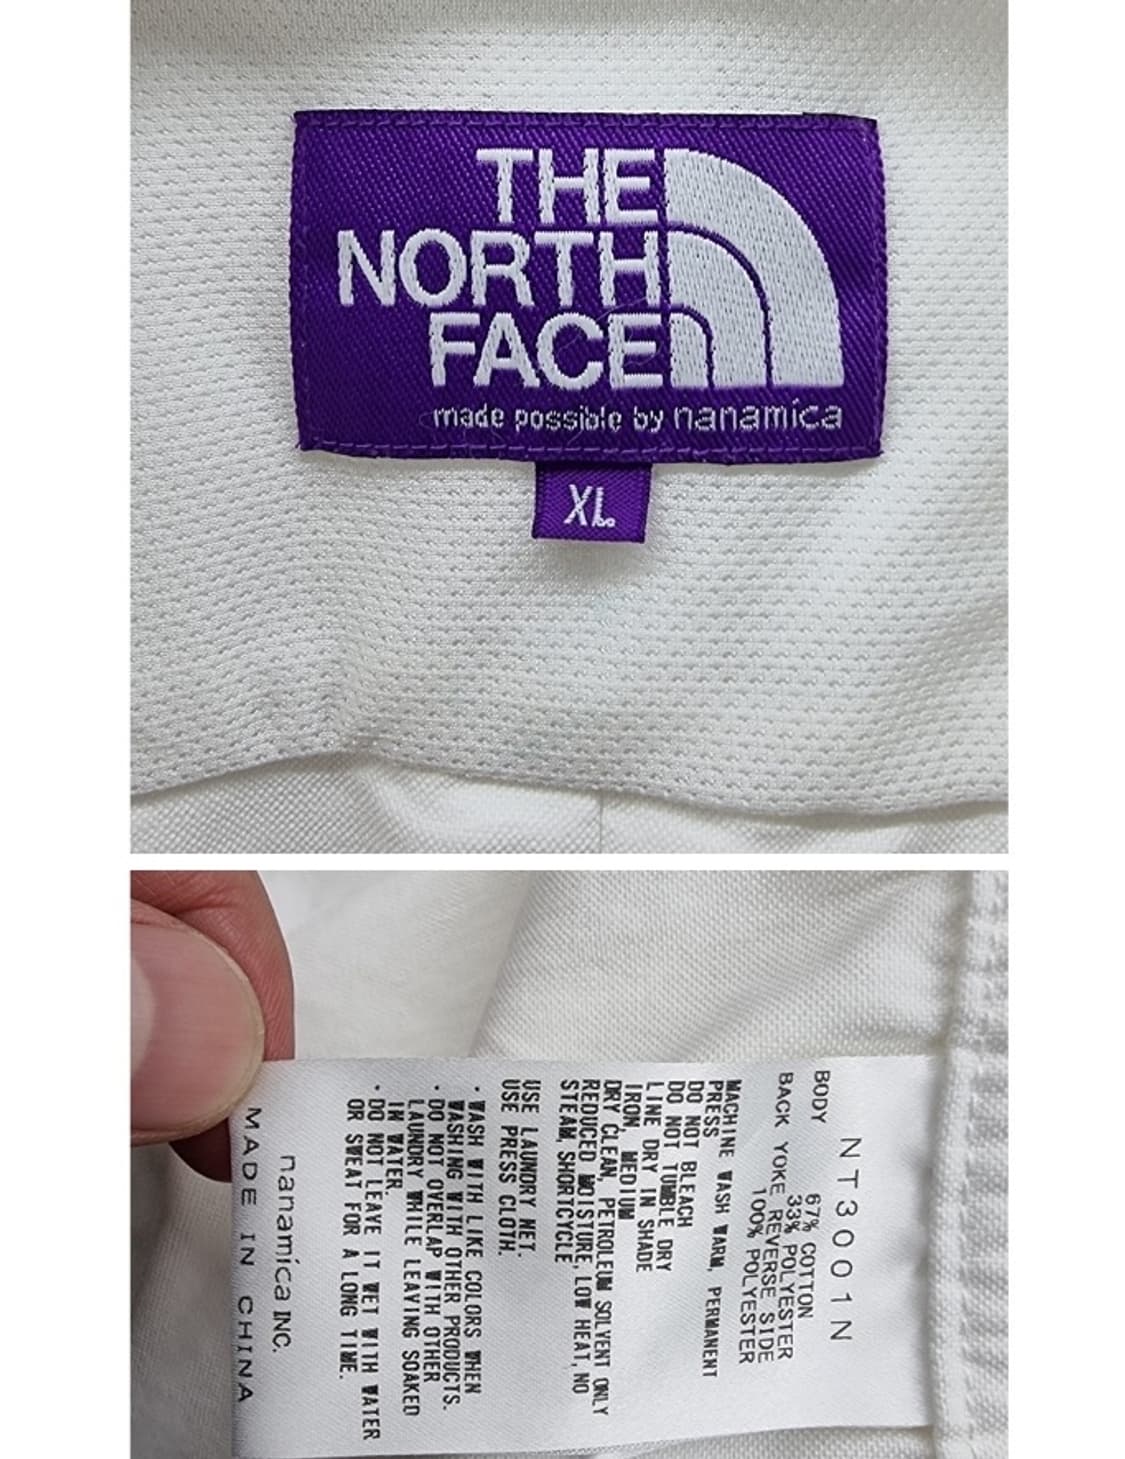 THE
NORTH
FACE
made possible by nanamica
XL
NT3001N
BODY 67% COTTON
33% POLYESTER
BACK YOKE REVERSE SIDE
100% POLYESTER
MACHINE WASH WARM, PERMANENT
PRESS
DO NOT BLEACH
DO NOT TUMBLE DRY
LINE DRY IN SHADE
IRON, MEDIUM
DRY CLEAN, PETROLEUM SOLVENT ONLY
REDUCED MOISTURE, LOW HEAT, NO
STEAM, SHORTCYCLE
USE LAUNDRY NET.
USE PRESS CLOTH.
・WASH WITH LIKE COLORS WHEN
WASHING WITH OTHER PRODUCTS.
・DO NOT OVERLAP WITH OTHER
LAUNDRY WHILE LEAVING SOAKED
IN WATER.
・DO NOT LEAVE IT WET WITH WATER
OR SWEAT FOR A LONG TIME.
nanamica INC.
MADE IN CHINA